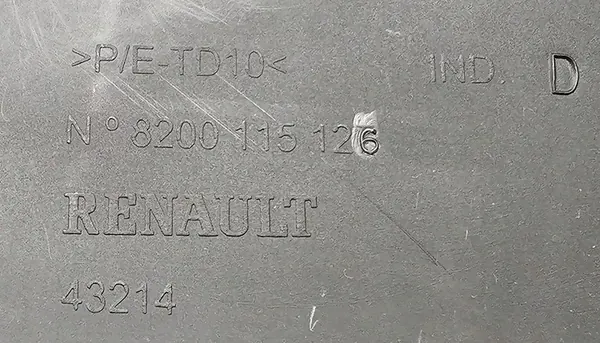 >P/E-TD10< IND. D
N° 8200 115 126
RENAULT
43214